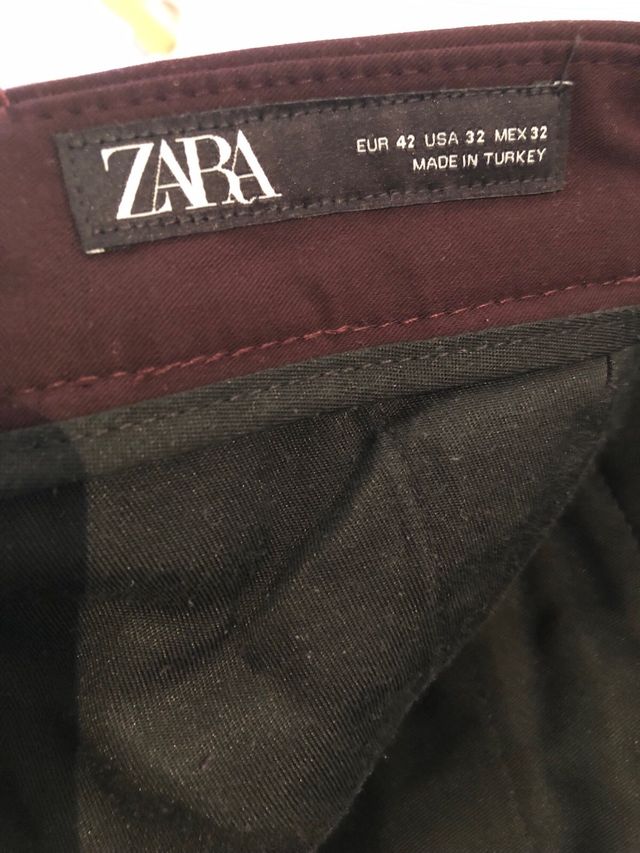 ZARA
EUR 42 USA 32 MEX 32
MADE IN TURKEY